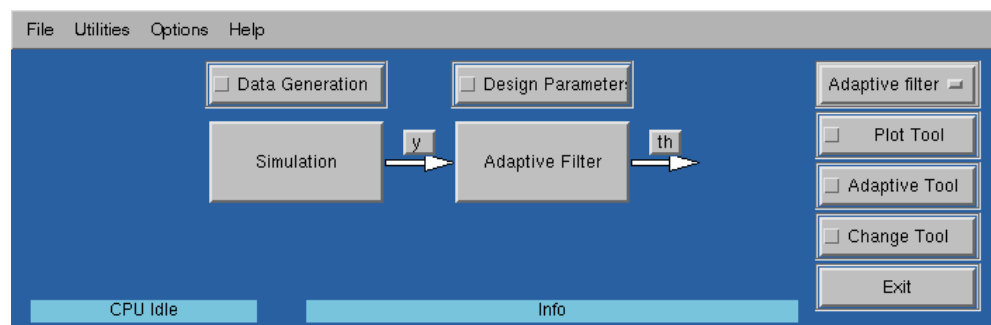 File Utilities Options Help
Data Generation
Design Parameters
Adaptive filter
Simulation
y
Adaptive Filter
th
Plot Tool
Adaptive Tool
Change Tool
Exit
CPU Idle
Info